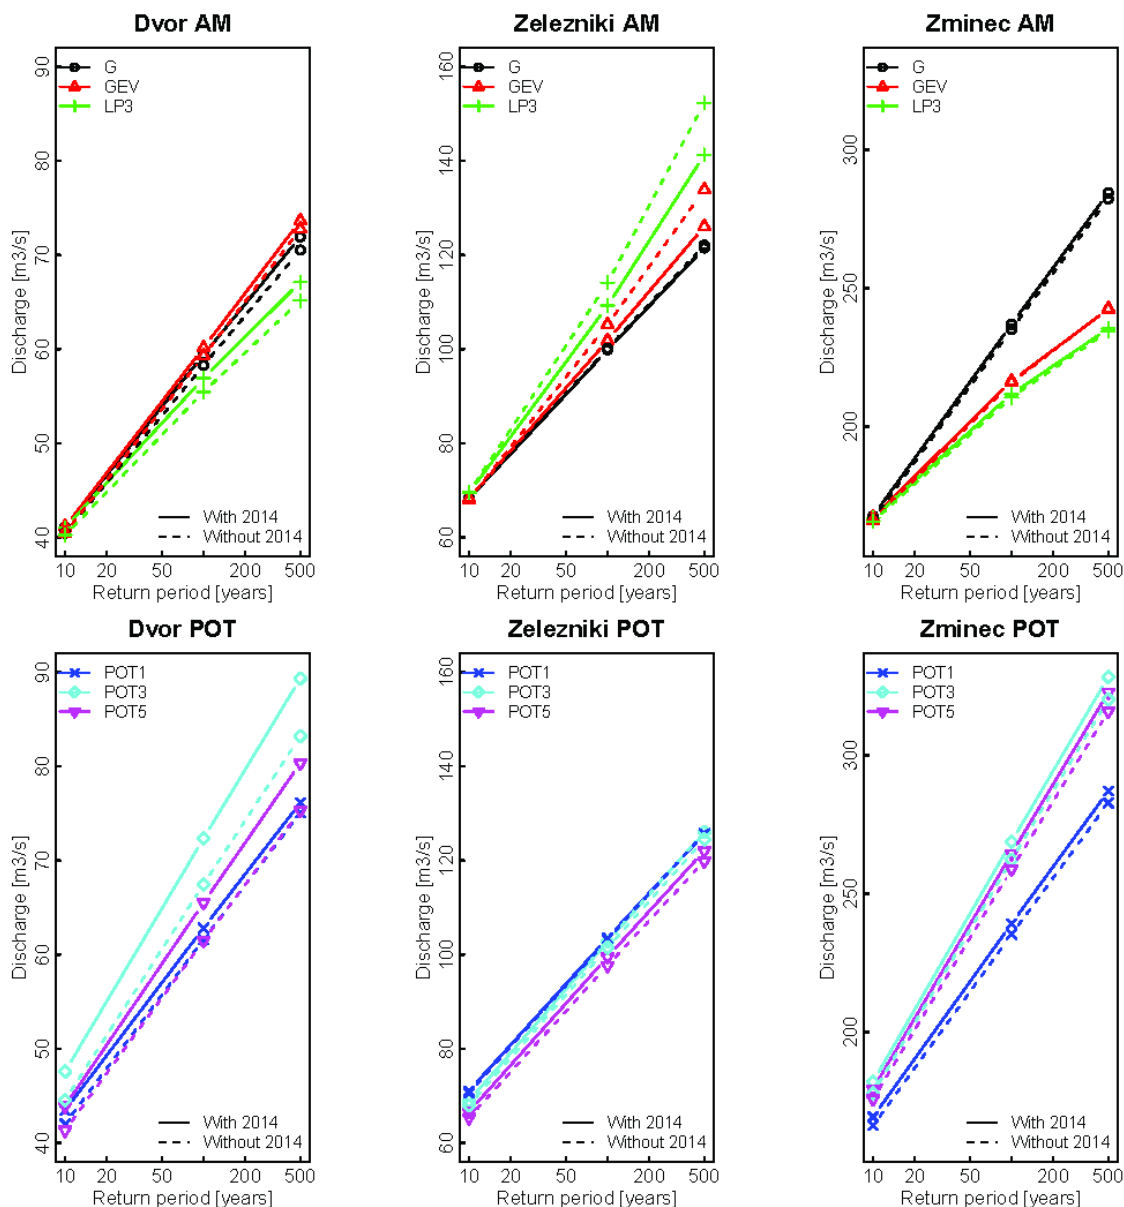 Dvor AM
90
80
70
60
50
40
Discharge [m3/s]
G
GEV
LP3
With 2014
Without 2014
10 20 50 200 500
Return period [years]
Zelezniki AM
160
140
120
100
80
60
Discharge [m3/s]
G
GEV
LP3
With 2014
Without 2014
10 20 50 200 500
Return period [years]
Zminec AM
300
250
200
Discharge [m3/s]
G
GEV
LP3
With 2014
Without 2014
10 20 50 200 500
Return period [years]
Dvor POT
90
80
70
60
50
40
Discharge [m3/s]
POT1
POT3
POT5
With 2014
Without 2014
10 20 50 200 500
Return period [years]
Zelezniki POT
160
140
120
100
80
60
Discharge [m3/s]
POT1
POT3
POT5
With 2014
Without 2014
10 20 50 200 500
Return period [years]
Zminec POT
300
250
200
Discharge [m3/s]
POT1
POT3
POT5
With 2014
Without 2014
10 20 50 200 500
Return period [years]